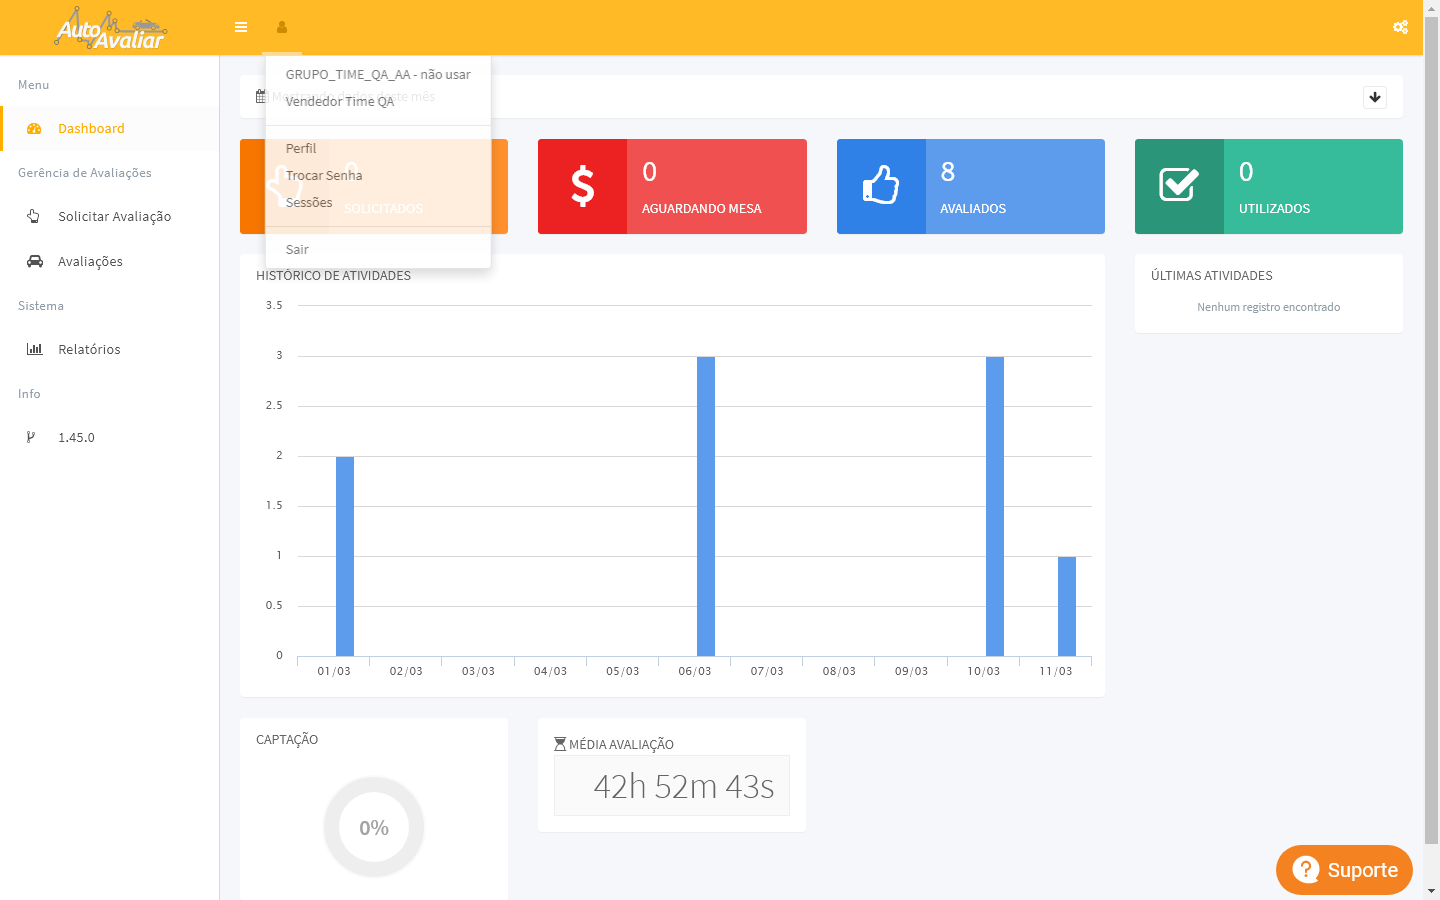 Auto
Avaliar
Menu
Dashboard
Gerência de Avaliações
Solicitar Avaliação
Avaliações
Sistema
Relatórios
Info
1.45.0
GRUPO_TIME_QA_AA - não usar
Mostrando dados deste mês
Vendedor Time QA
Perfil
Trocar Senha
Sessões
Sair
0
SOLICITADOS
0
AGUARDANDO MESA
8
AVALIADOS
0
UTILIZADOS
HISTÓRICO DE ATIVIDADES
3.5
3
2.5
2
1.5
1
0.5
0
01/03 02/03 03/03 04/03 05/03 06/03 07/03 08/03 09/03 10/03 11/03
ÚLTIMAS ATIVIDADES
Nenhum registro encontrado
CAPTAÇÃO
0%
MÉDIA AVALIAÇÃO
42h 52m 43s
Suporte